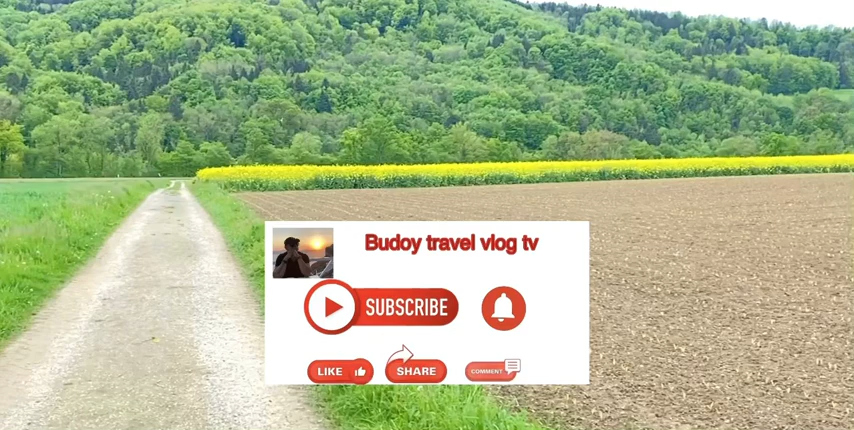 Budoy travel vlog tv
SUBSCRIBE
LIKE
SHARE
COMMENT